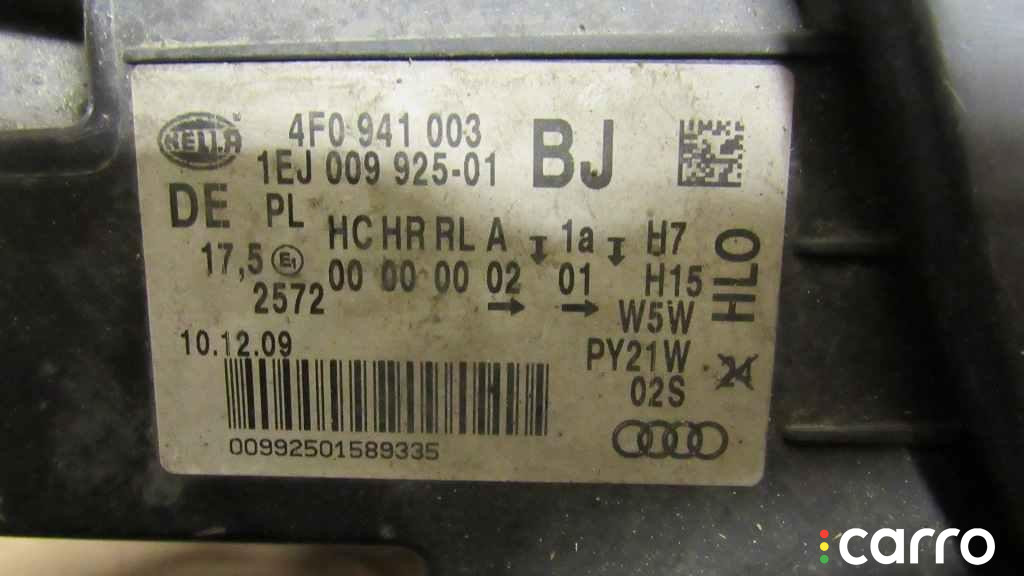 HELLA
4F0 941 003
1EJ 009 925-01
BJ
DE PL
HC HR RL A 1a H7
17,5 E1 00 00 00 02 01 H15
2572 W5W
HLO
10.12.09 PY21W
02S
00992501589335
carro